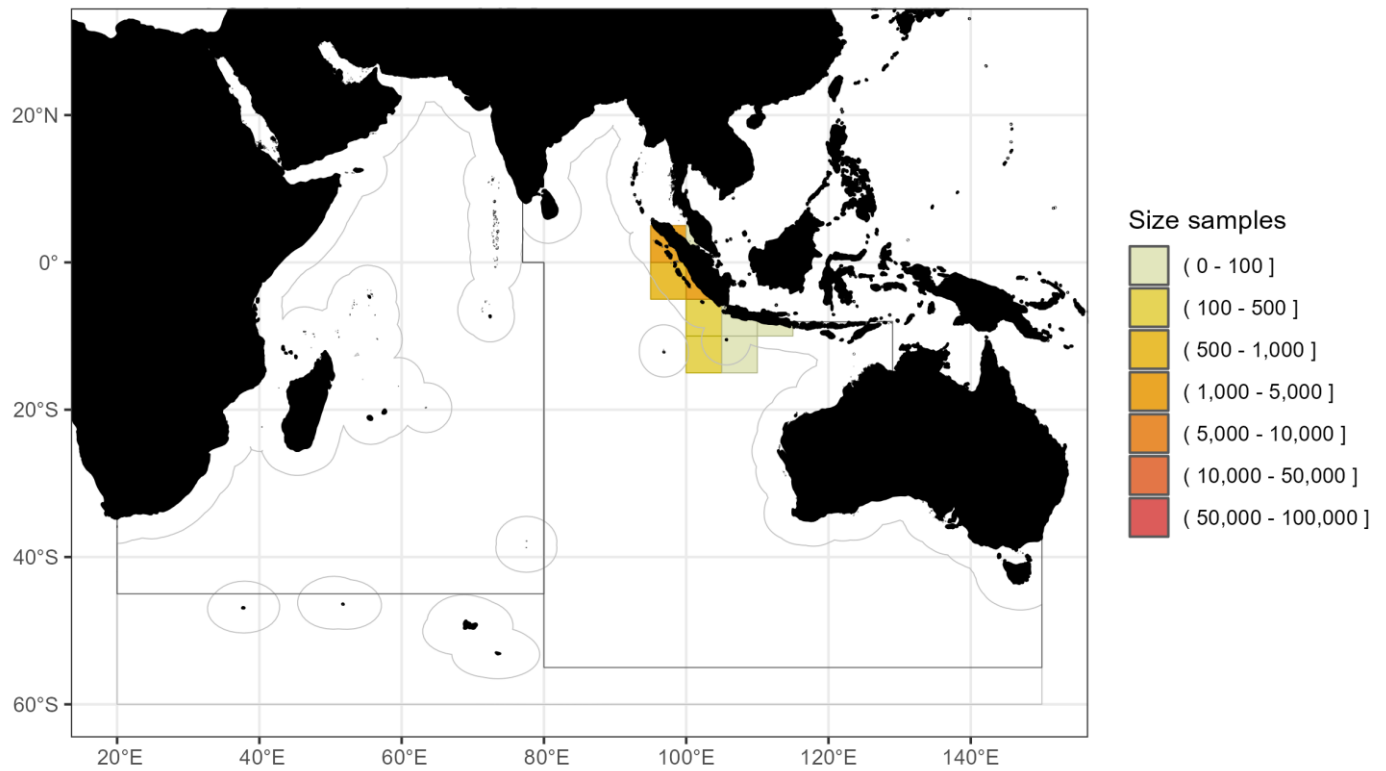 20°N
0°
20°S
40°S
60°S
20°E
40°E
60°E
80°E
100°E
120°E
140°E
Size samples
( 0 - 100 ]
( 100 - 500 ]
( 500 - 1,000 ]
( 1,000 - 5,000 ]
( 5,000 - 10,000 ]
( 10,000 - 50,000 ]
( 50,000 - 100,000 ]